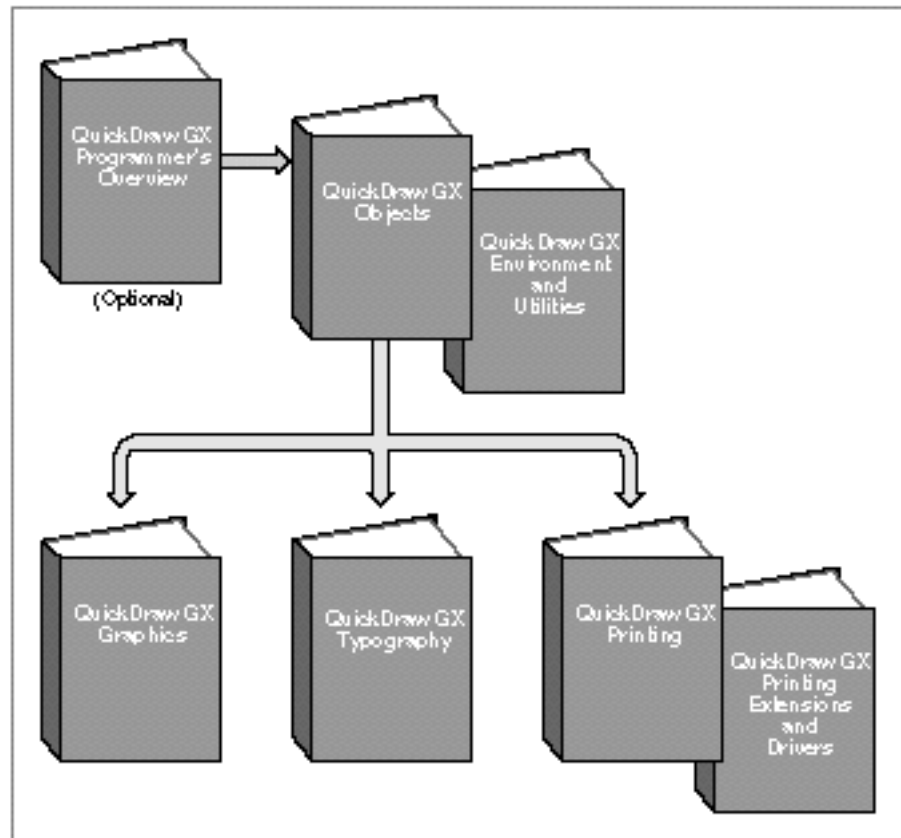 QuickDraw GX
Programmer's
Overview
(Optional)
QuickDraw GX
Objects
QuickDraw GX
Environment
and
Utilities
QuickDraw GX
Graphics
QuickDraw GX
Typography
QuickDraw GX
Printing
QuickDraw GX
Printing
Extensions
and
Drivers